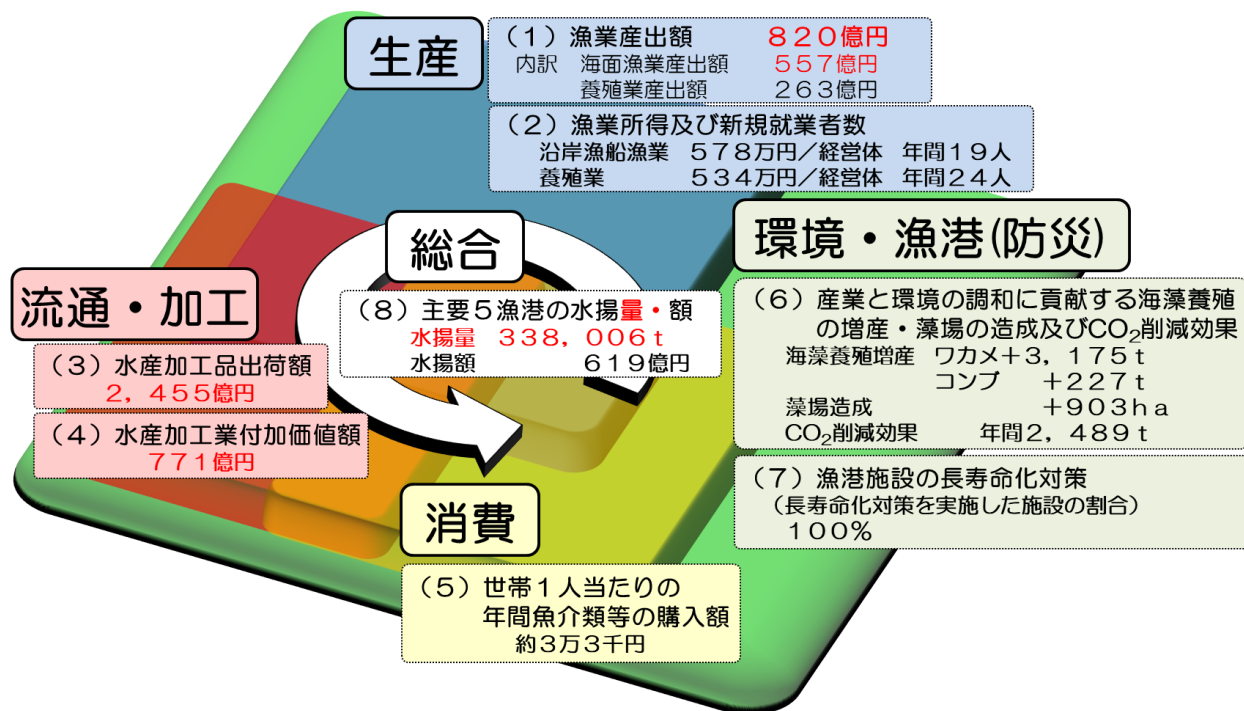 生産
（１）漁業産出額　８２０億円
内訳　海面漁業産出額　５５７億円
養殖業産出額　２６３億円
（２）漁業所得及び新規就業者数
沿岸漁船漁業　５７８万円／経営体　年間１９人
養殖業　５３４万円／経営体　年間２４人
総合
（８）主要５漁港の水揚量・額
水揚量　３３８，００６ｔ
水揚額　６１９億円
流通・加工
（３）水産加工品出荷額
２，４５５億円
（４）水産加工業付加価値額
７７１億円
消費
（５）世帯１人当たりの
年間魚介類等の購入額
約３万３千円
環境・漁港(防災)
（６）産業と環境の調和に貢献する海藻養殖
の増産・藻場の造成及びCO₂削減効果
海藻養殖増産　ワカメ＋３，１７５ｔ
コンブ　＋２２７ｔ
藻場造成　＋９０３ｈａ
CO₂削減効果　年間２，４８９ｔ
（７）漁港施設の長寿命化対策
（長寿命化対策を実施した施設の割合）
１００％